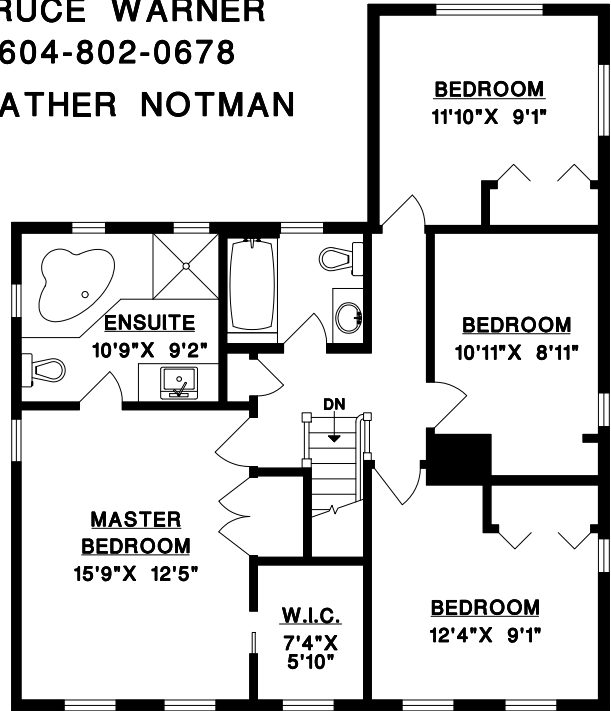 RUCE WARNER
604-802-0678
ATHER NOTMAN
BEDROOM
11'10"X 9'1"
ENSUITE
10'9"X 9'2"
BEDROOM
10'11"X 8'11"
DN
MASTER
BEDROOM
15'9"X 12'5"
W.I.C.
7'4"X
5'10"
BEDROOM
12'4"X 9'1"